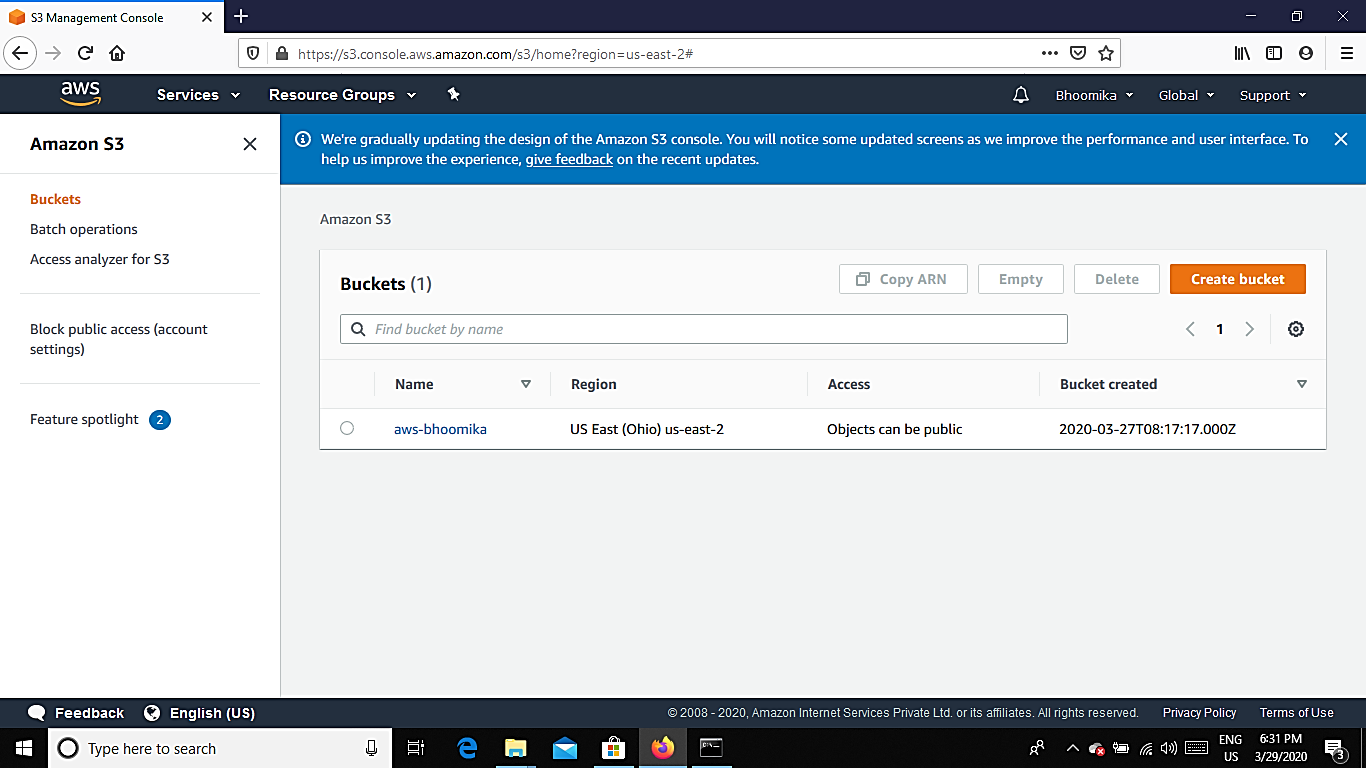 S3 Management Console
https://s3.console.aws.amazon.com/s3/home?region=us-east-2#
aws
Services
Resource Groups
Bhoomika
Global
Support
Amazon S3
We're gradually updating the design of the Amazon S3 console. You will notice some updated screens as we improve the performance and user interface. To
help us improve the experience, give feedback on the recent updates.
Buckets
Batch operations
Access analyzer for S3
Block public access (account
settings)
Feature spotlight 2
Amazon S3
Buckets (1)
Copy ARN
Empty
Delete
Create bucket
Find bucket by name
1
Name Region Access Bucket created
aws-bhoomika US East (Ohio) us-east-2 Objects can be public 2020-03-27T08:17:17.000Z
Feedback
English (US)
© 2008 - 2020, Amazon Internet Services Private Ltd. or its affiliates. All rights reserved.
Privacy Policy
Terms of Use
Type here to search
ENG
US
6:31 PM
3/29/2020
3